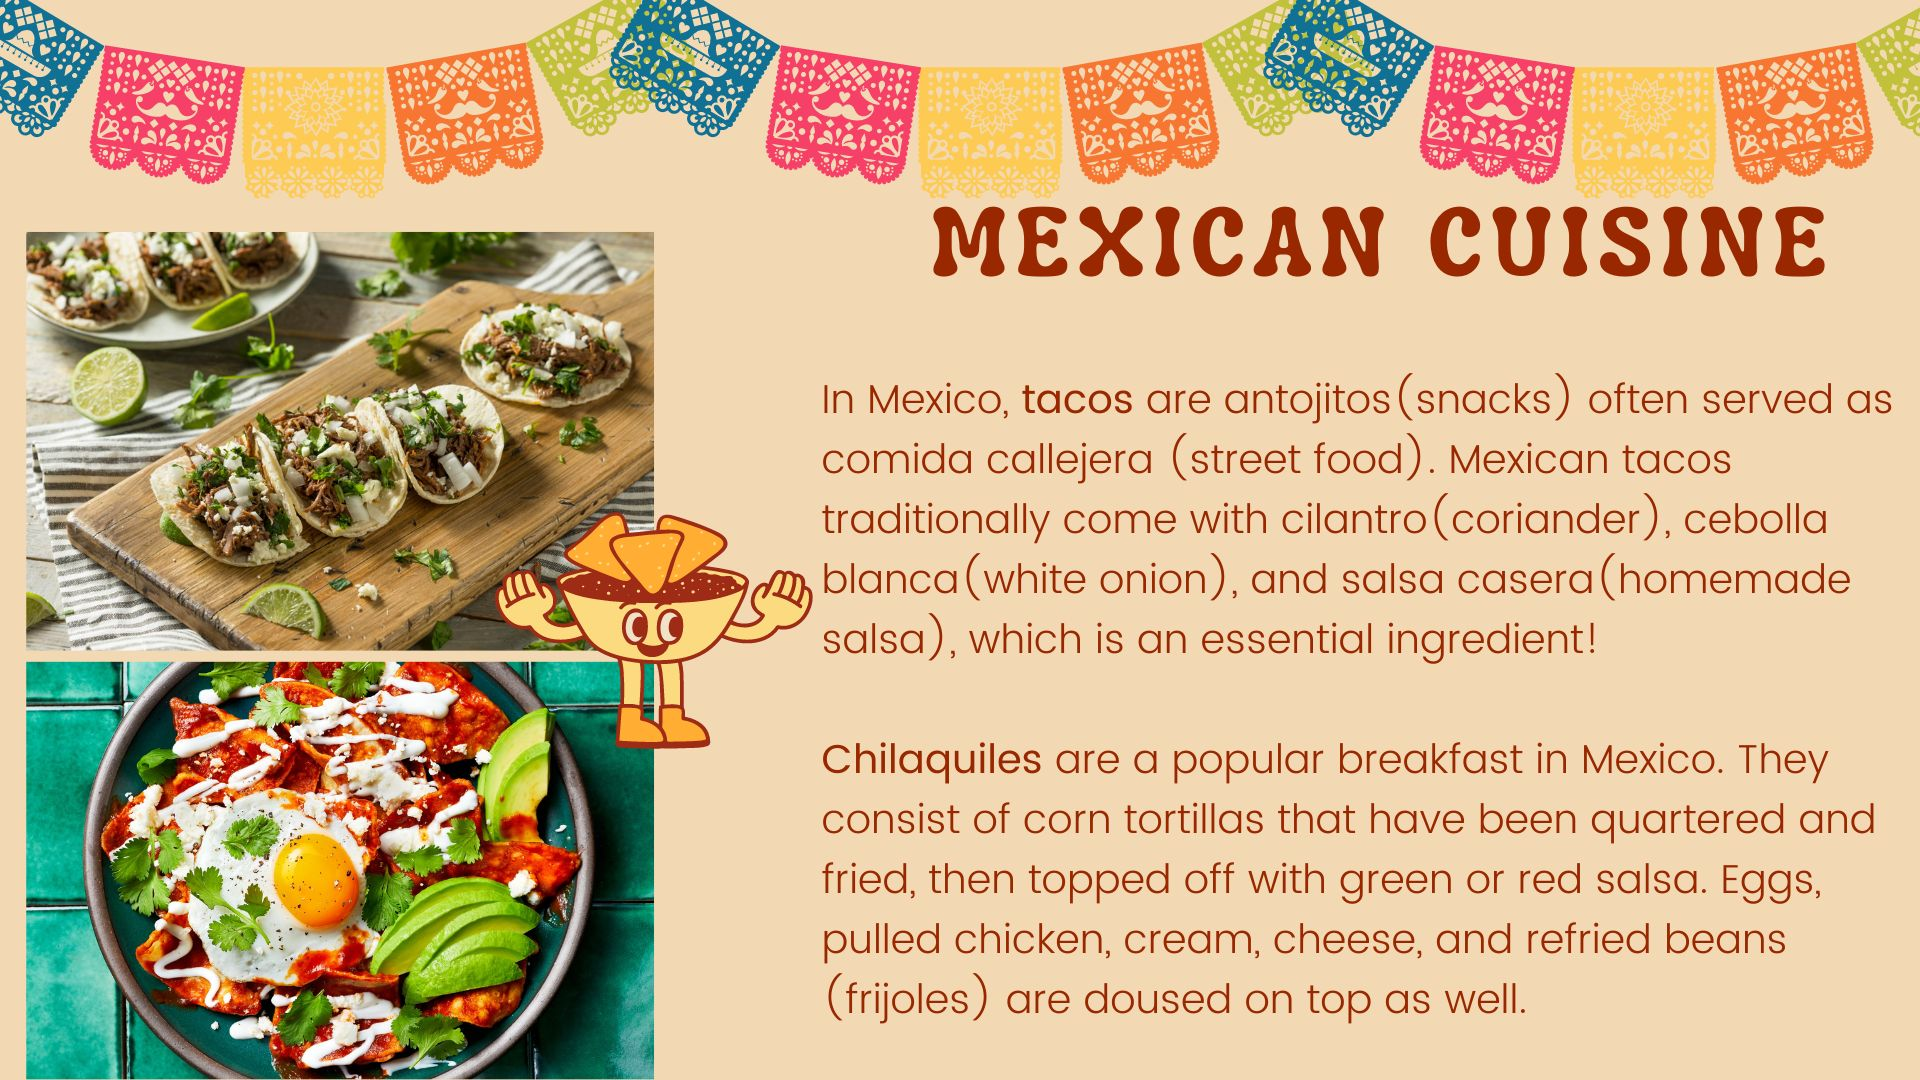 MEXICAN CUISINE
In Mexico, tacos are antojitos(snacks) often served as
comida callejera (street food). Mexican tacos
traditionally come with cilantro(coriander), cebolla
blanca(white onion), and salsa casera(homemade
salsa), which is an essential ingredient!
Chilaquiles are a popular breakfast in Mexico. They
consist of corn tortillas that have been quartered and
fried, then topped off with green or red salsa. Eggs,
pulled chicken, cream, cheese, and refried beans
(frijoles) are doused on top as well.